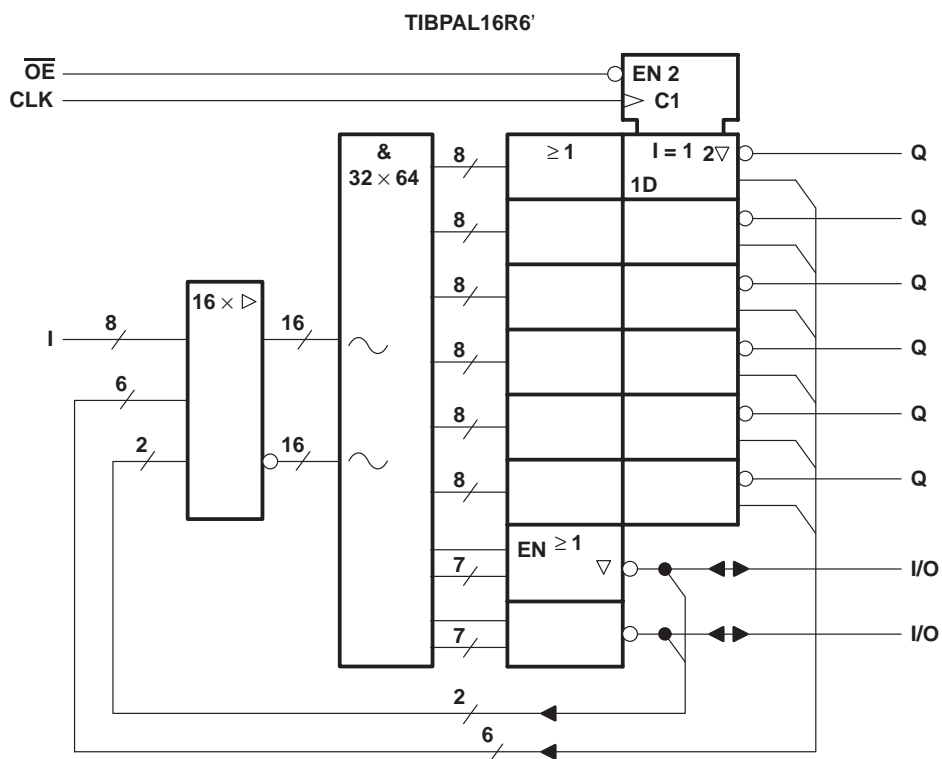 TIBPAL16R6’
OE
EN 2
CLK
C1
&
32 × 64
8
≥ 1
I = 1
2▽
Q
1D
8
Q
8
Q
16 × ▷
I
8
16
8
Q
6
8
Q
2
16
8
Q
EN ≥ 1
▽
7
I/O
7
I/O
2
6